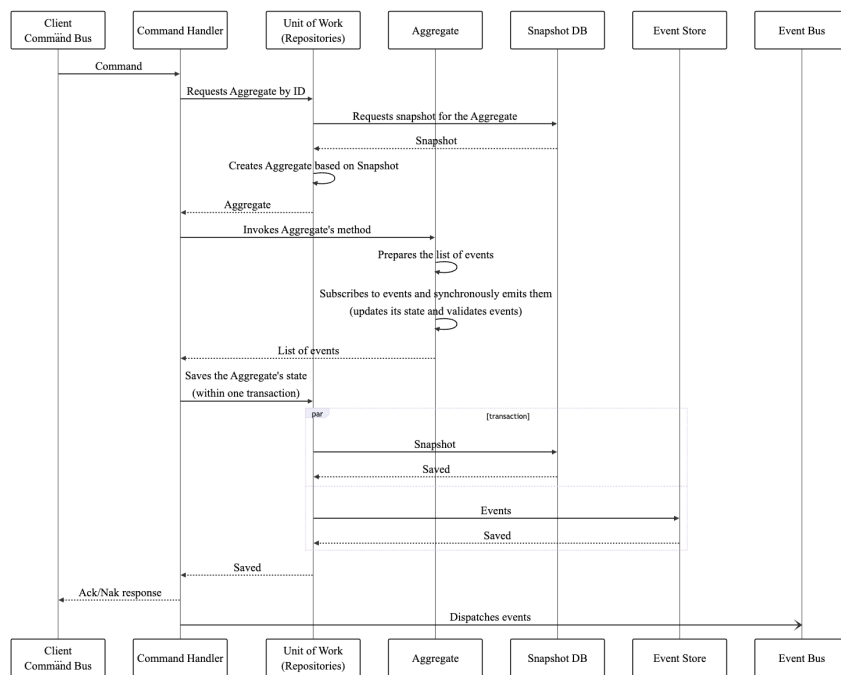 Client
...
Command Bus
Command Handler
Unit of Work
(Repositories)
Aggregate
Snapshot DB
Event Store
Event Bus
Command
Requests Aggregate by ID
Requests snapshot for the Aggregate
Snapshot
Creates Aggregate based on Snapshot
Aggregate
Invokes Aggregate's method
Prepares the list of events
Subscribes to events and synchronously emits them
(updates its state and validates events)
List of events
Saves the Aggregate's state
(within one transaction)
par
[transaction]
Snapshot
Saved
Events
Saved
Saved
Ack/Nak response
Dispatches events
Client
...
Command Bus
Command Handler
Unit of Work
(Repositories)
Aggregate
Snapshot DB
Event Store
Event Bus